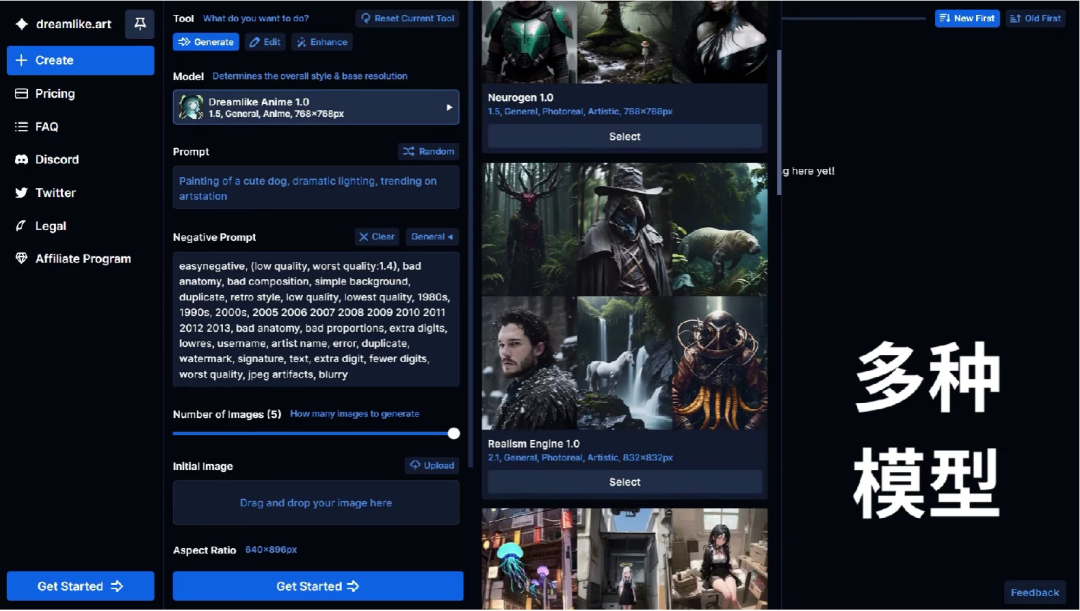 dreamlike.art
Create
Pricing
FAQ
Discord
Twitter
Legal
Affiliate Program
Get Started
Tool What do you want to do?
Reset Current Tool
Generate
Edit
Enhance
Model Determines the overall style & base resolution
Dreamlike Anime 1.0
1.5, General, Anime, 768×768px
Prompt
Random
Painting of a cute dog, dramatic lighting, trending on
artstation
Negative Prompt
Clear
General
easynegative, (low quality, worst quality:1.4), bad
anatomy, bad composition, simple background,
duplicate, retro style, low quality, lowest quality, 1980s,
1990s, 2000s, 2005 2006 2007 2008 2009 2010 2011
2012 2013, bad anatomy, bad proportions, extra digits,
lowres, username, artist name, error, duplicate,
watermark, signature, text, extra digit, fewer digits,
worst quality, jpeg artifacts, blurry
Number of Images (5) How many images to generate
Initial Image
Upload
Drag and drop your image here
Aspect Ratio 640×896px
Get Started
Neurogen 1.0
1.5, General, Photoreal, Artistic, 768×768px
Select
Realism Engine 1.0
2.1, General, Photoreal, Artistic, 832×832px
Select
New First
Old First
g here yet!
多种
模型
Feedback